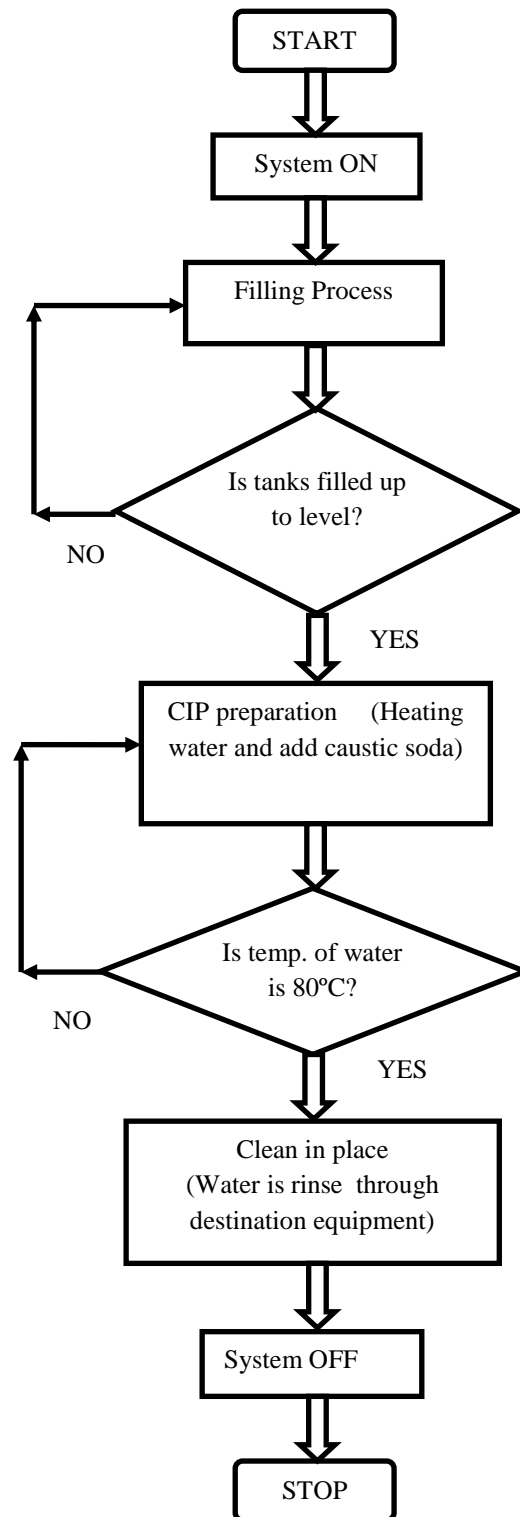 START
System ON
Filling Process
Is tanks filled up
to level?
NO
YES
CIP preparation (Heating
water and add caustic soda)
Is temp. of water
is 80ºC?
NO
YES
Clean in place
(Water is rinse through
destination equipment)
System OFF
STOP